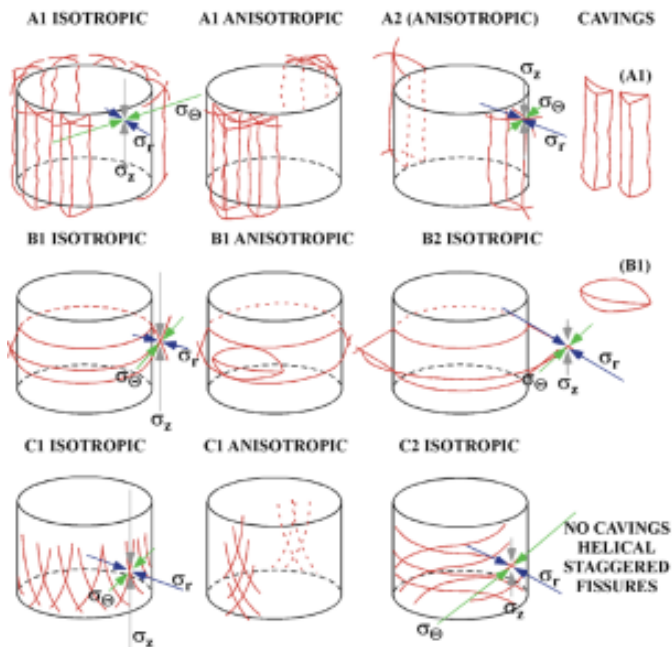 A1 ISOTROPIC
A1 ANISOTROPIC
A2 (ANISOTROPIC)
CAVINGS
(A1)
σz
σΘ
σΘ
σr
σr
σz
B1 ISOTROPIC
B1 ANISOTROPIC
B2 ISOTROPIC
(B1)
σr
σr
σΘ
σΘ
σz
σz
C1 ISOTROPIC
C1 ANISOTROPIC
C2 ISOTROPIC
NO CAVINGS
HELICAL
STAGGERED
FISSURES
σr
σr
σΘ
σz
σΘ
σz